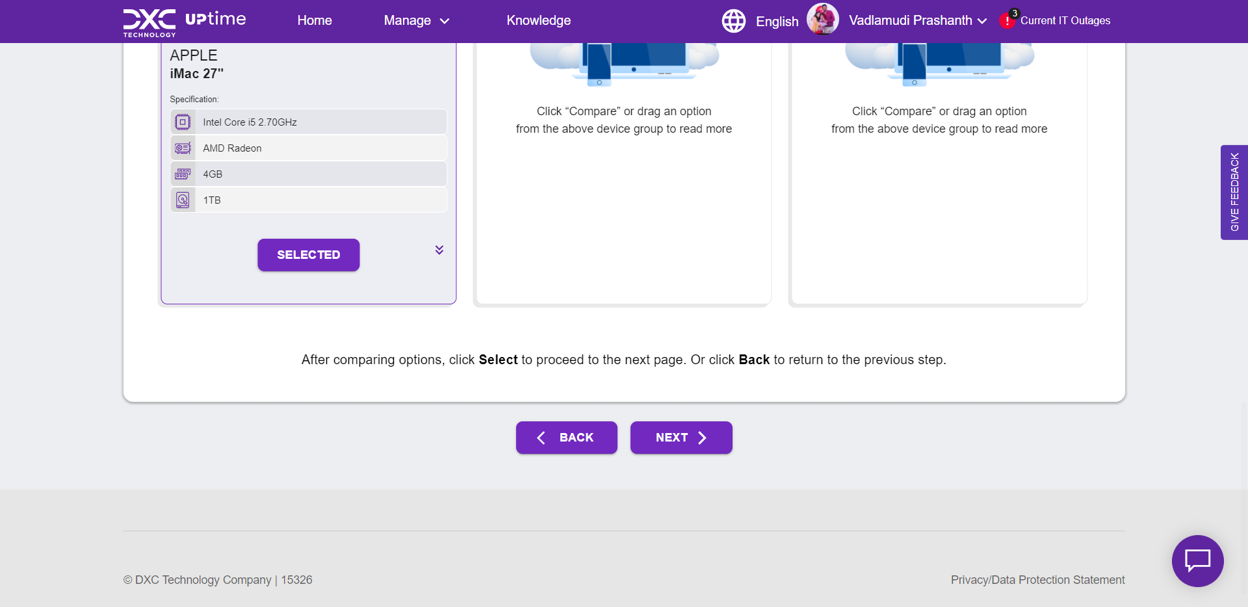 DXC TECHNOLOGY UPtime
Home
Manage
Knowledge
English
Vadlamudi Prashanth
3
Current IT Outages
APPLE
iMac 27"
Specification:
Intel Core i5 2.70GHz
AMD Radeon
4GB
1TB
SELECTED
Click “Compare” or drag an option
from the above device group to read more
Click “Compare” or drag an option
from the above device group to read more
GIVE FEEDBACK
After comparing options, click Select to proceed to the next page. Or click Back to return to the previous step.
BACK
NEXT
© DXC Technology Company | 15326
Privacy/Data Protection Statement